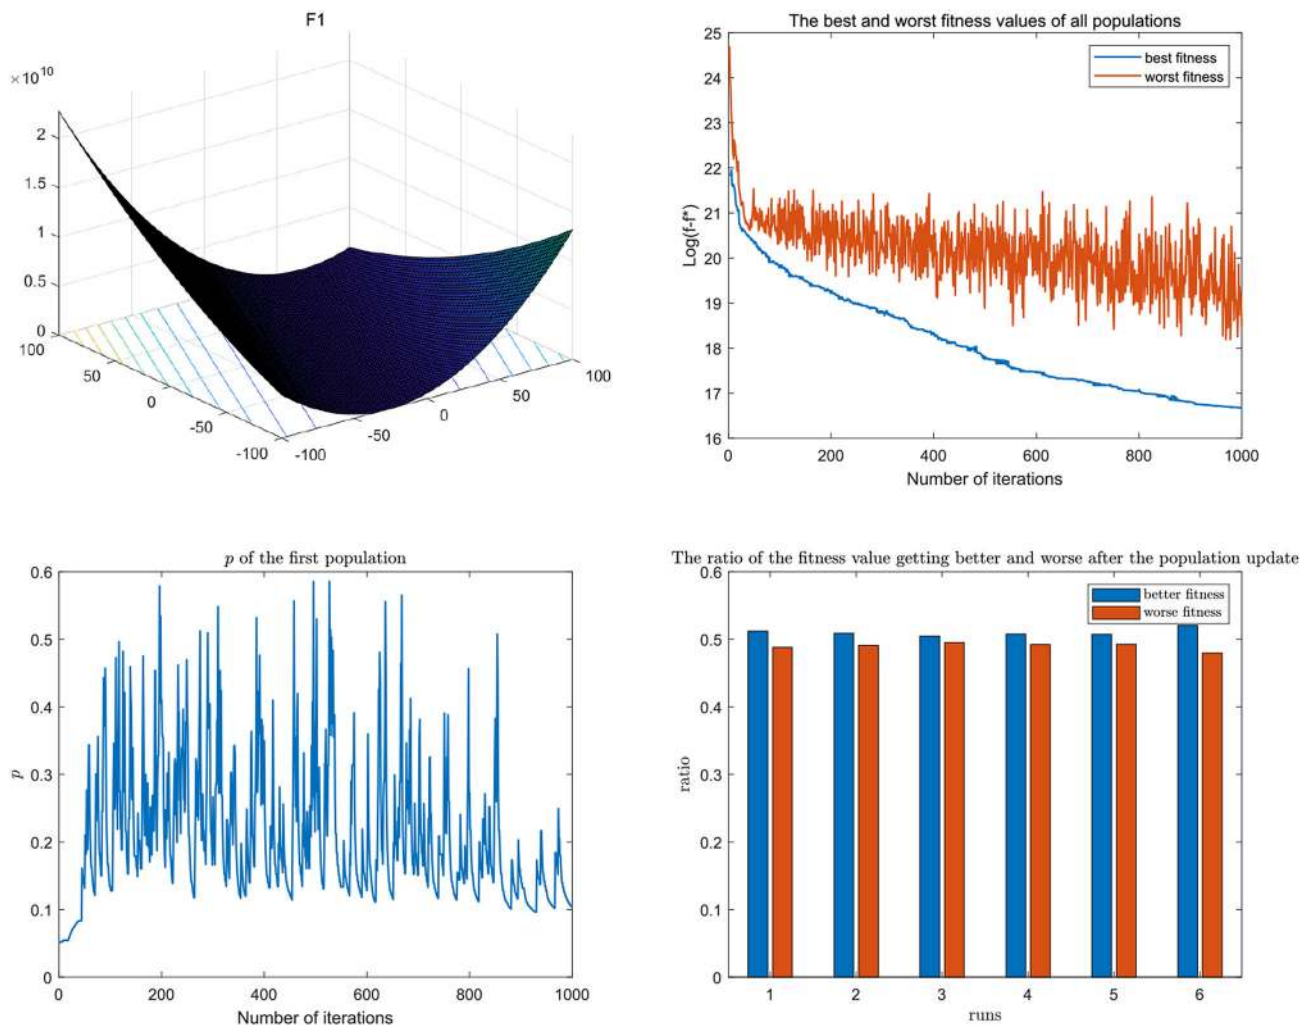 F1
×10^10
2
1.5
1
0.5
0
100
50
0
-50
-100
-100
-50
0
50
100
The best and worst fitness values of all populations
25
24
23
22
21
20
19
18
17
16
Log(f-f*)
best fitness
worst fitness
0 200 400 600 800 1000
Number of iterations
p of the first population
0.6
0.5
0.4
0.3
0.2
0.1
0
p
0 200 400 600 800 1000
Number of iterations
The ratio of the fitness value getting better and worse after the population update
0.6
0.5
0.4
0.3
0.2
0.1
0
ratio
better fitness
worse fitness
1 2 3 4 5 6
runs